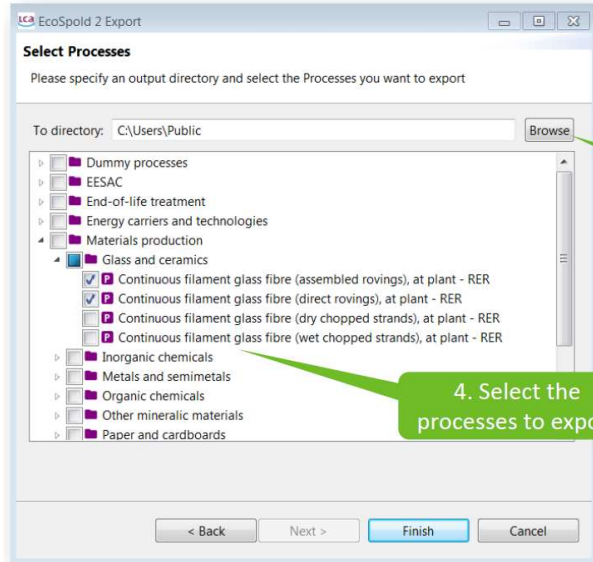 LCA EcoSpold 2 Export
Select Processes
Please specify an output directory and select the Processes you want to export
To directory: C:\Users\Public Browse
Dummy processes
EESAC
End-of-life treatment
Energy carriers and technologies
Materials production
Glass and ceramics
P Continuous filament glass fibre (assembled rovings), at plant - RER
P Continuous filament glass fibre (direct rovings), at plant - RER
P Continuous filament glass fibre (dry chopped strands), at plant - RER
P Continuous filament glass fibre (wet chopped strands), at plant - RER
Inorganic chemicals
Metals and semimetals
Organic chemicals
Other mineralic materials
Paper and cardboards
4. Select the
processes to expo
< Back Next > Finish Cancel